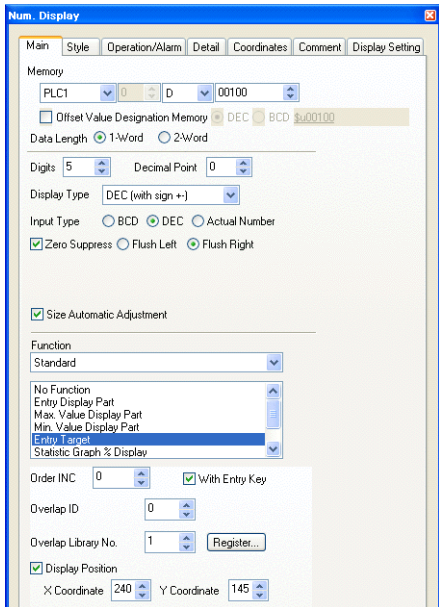 Num. Display
Main Style Operation/Alarm Detail Coordinates Comment Display Setting
Memory
PLC1 0 D 00100
Offset Value Designation Memory DEC BCD $u00100
Data Length 1-Word 2-Word
Digits 5 Decimal Point 0
Display Type DEC (with sign +-)
Input Type BCD DEC Actual Number
Zero Suppress Flush Left Flush Right
Size Automatic Adjustment
Function
Standard
No Function
Entry Display Part
Max. Value Display Part
Min. Value Display Part
Entry Target
Statistic Graph % Display
Order INC 0 With Entry Key
Overlap ID 0
Overlap Library No. 1 Register...
Display Position
X Coordinate 240 Y Coordinate 145